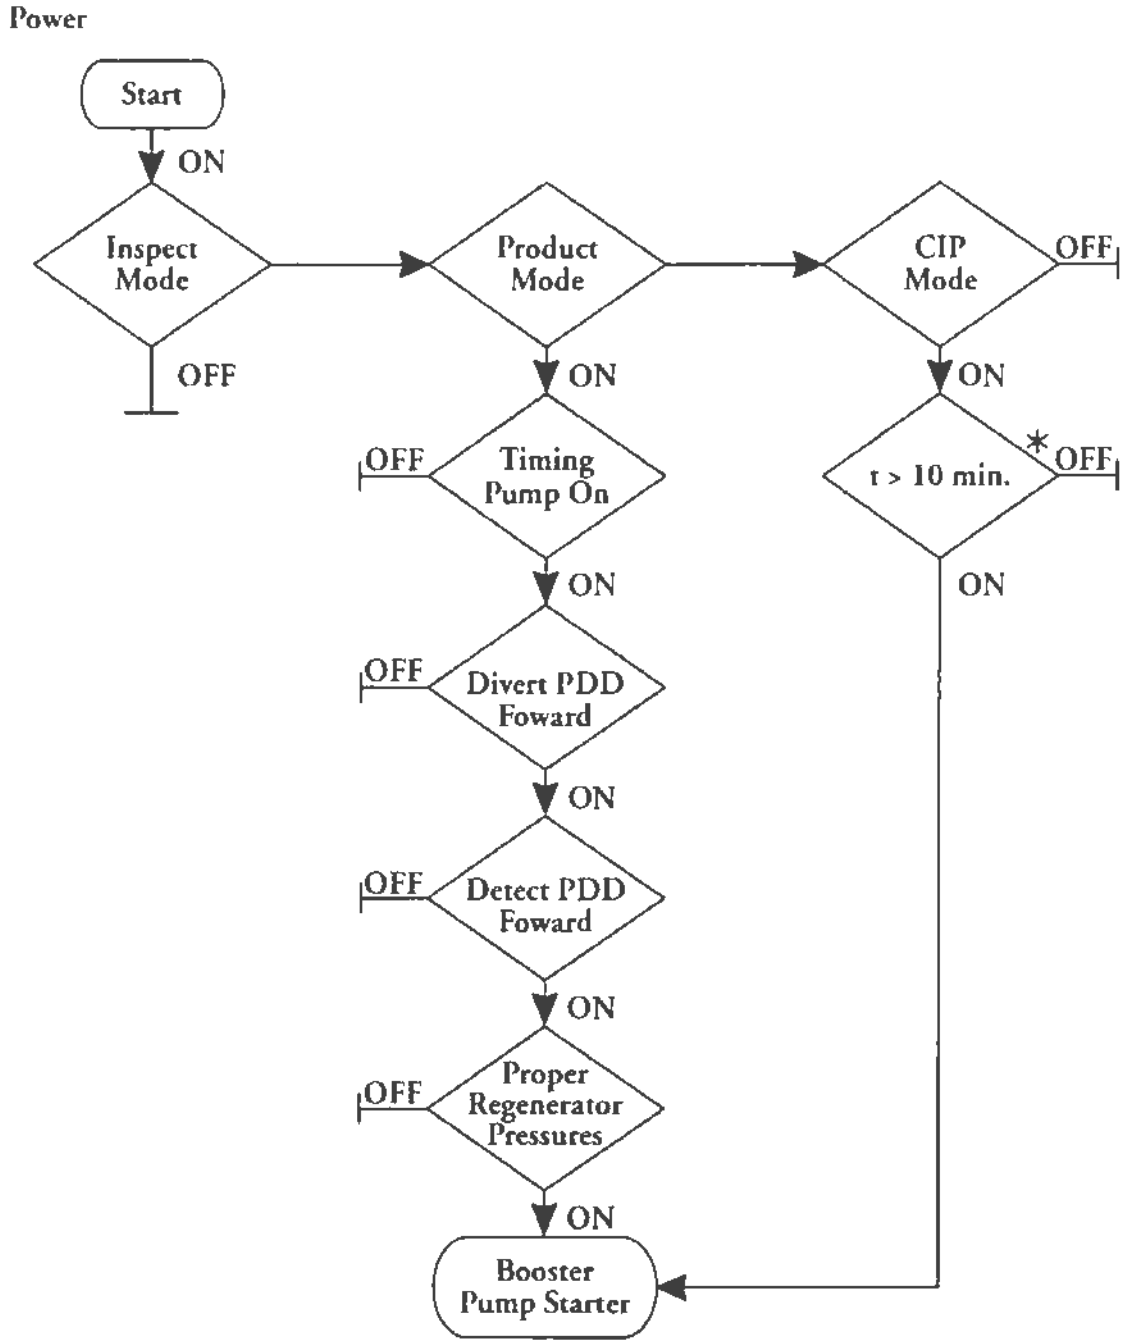 Power
Start
ON
Inspect
Mode
OFF
Product
Mode
ON
Timing
Pump On
OFF
ON
Divert PDD
Foward
OFF
ON
Detect PDD
Foward
OFF
ON
Proper
Regenerator
Pressures
OFF
ON
Booster
Pump Starter
CIP
Mode
OFF
ON
t > 10 min.
*
OFF
ON